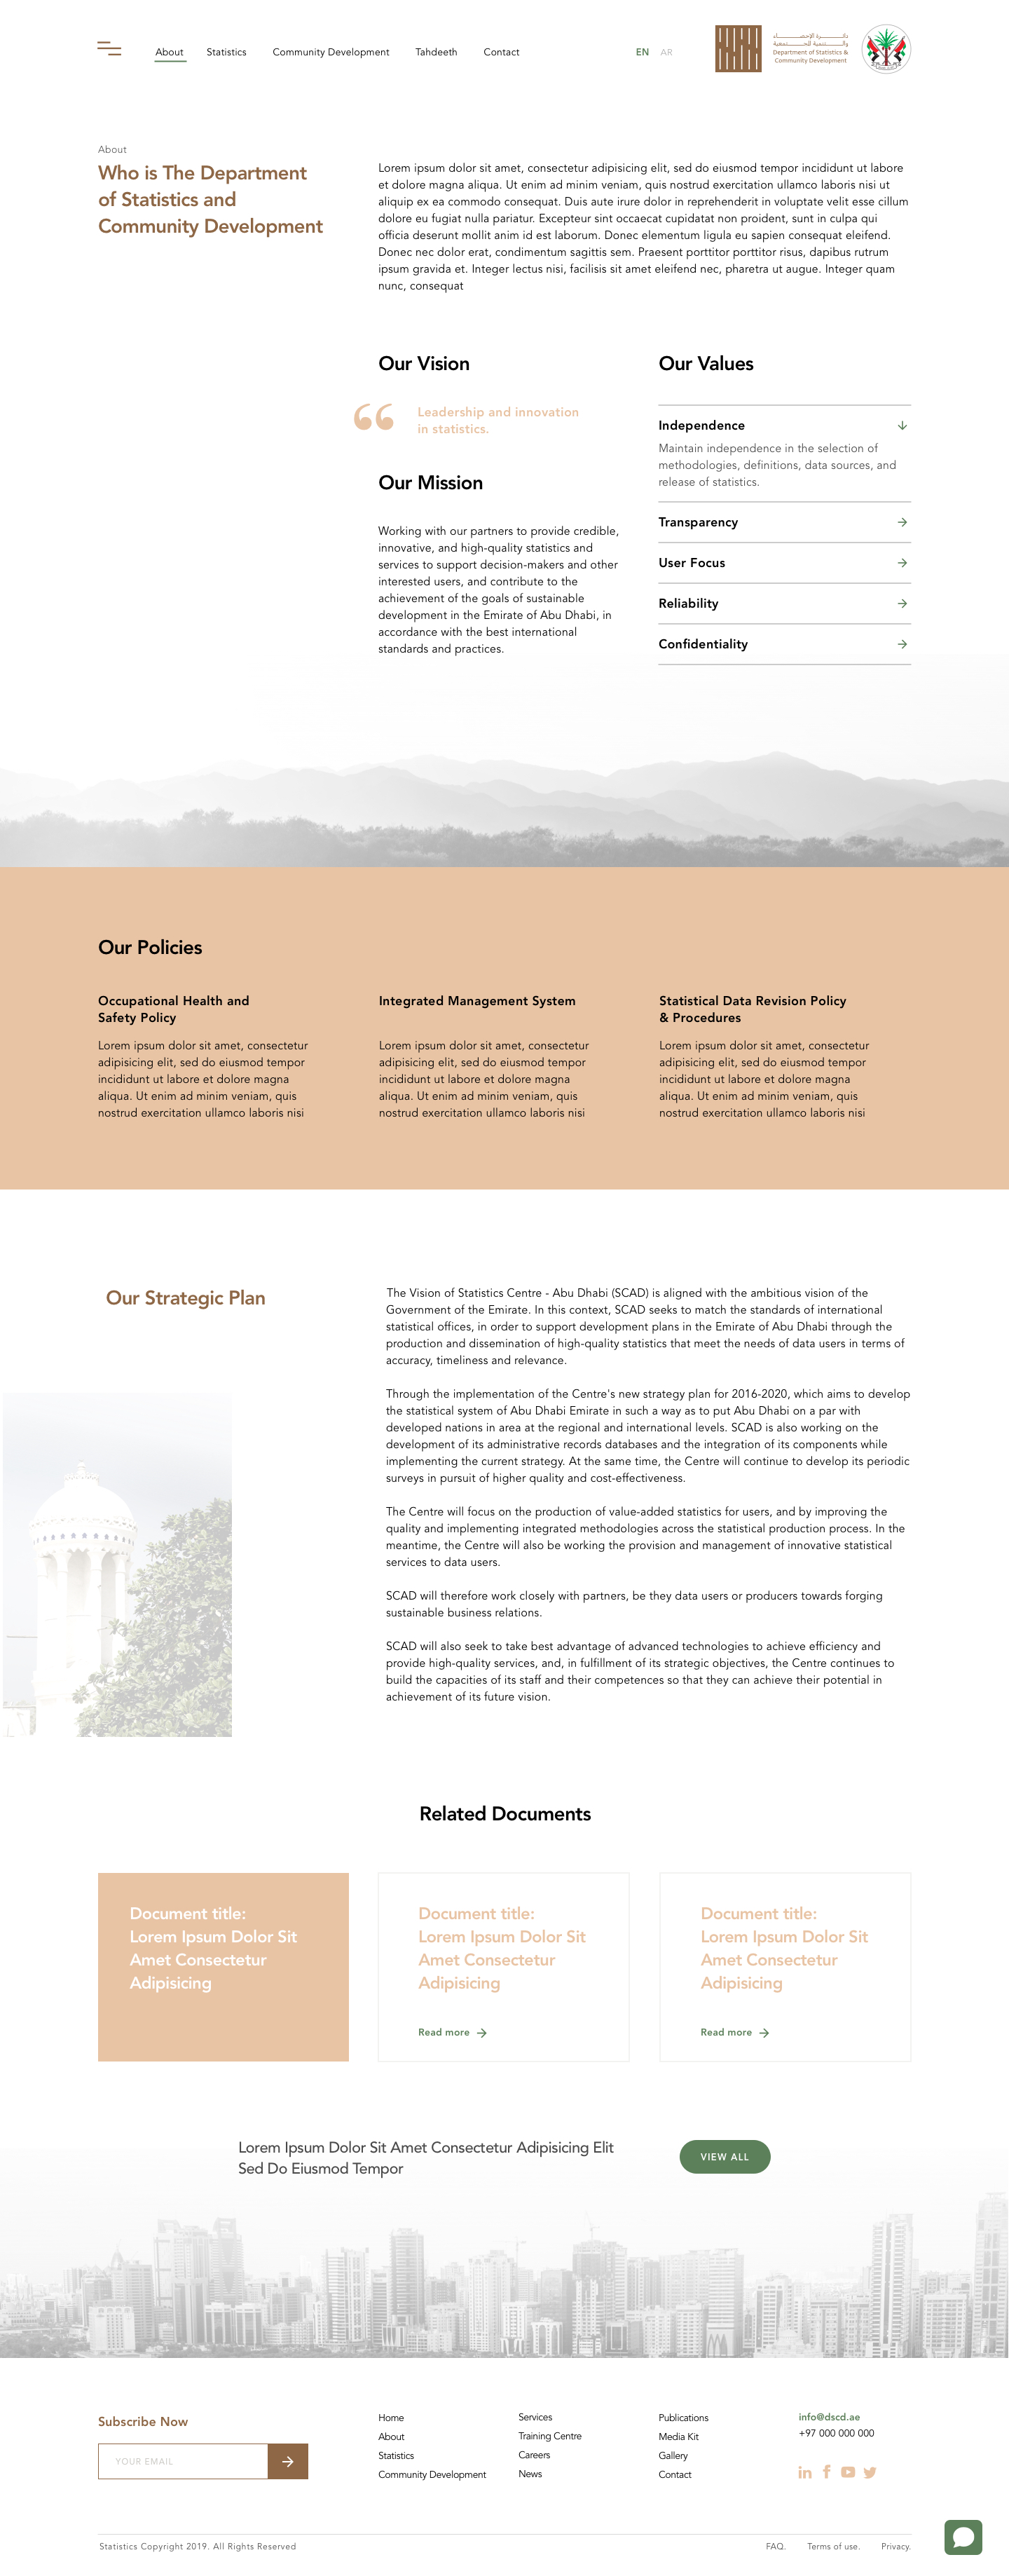 About
Statistics
Community Development
Tahdeeth
Contact
EN
AR
دائـــــــرة الإحصـــــــاء
والـــتـــنـمـيـة الـمـجـتـمـعـيـة
Department of Statistics &
Community Development
About
Who is The Department
of Statistics and
Community Development
Lorem ipsum dolor sit amet, consectetur adipisicing elit, sed do eiusmod tempor incididunt ut labore
et dolore magna aliqua. Ut enim ad minim veniam, quis nostrud exercitation ullamco laboris nisi ut
aliquip ex ea commodo consequat. Duis aute irure dolor in reprehenderit in voluptate velit esse cillum
dolore eu fugiat nulla pariatur. Excepteur sint occaecat cupidatat non proident, sunt in culpa qui
officia deserunt mollit anim id est laborum. Donec elementum ligula eu sapien consequat eleifend.
Donec nec dolor erat, condimentum sagittis sem. Praesent porttitor porttitor risus, dapibus rutrum
ipsum gravida et. Integer lectus nisi, facilisis sit amet eleifend nec, pharetra ut augue. Integer quam
nunc, consequat
Our Vision
Leadership and innovation
in statistics.
Our Mission
Working with our partners to provide credible,
innovative, and high-quality statistics and
services to support decision-makers and other
interested users, and contribute to the
achievement of the goals of sustainable
development in the Emirate of Abu Dhabi, in
accordance with the best international
standards and practices.
Our Values
Independence
Maintain independence in the selection of
methodologies, definitions, data sources, and
release of statistics.
Transparency
User Focus
Reliability
Confidentiality
Our Policies
Occupational Health and
Safety Policy
Lorem ipsum dolor sit amet, consectetur
adipisicing elit, sed do eiusmod tempor
incididunt ut labore et dolore magna
aliqua. Ut enim ad minim veniam, quis
nostrud exercitation ullamco laboris nisi
Integrated Management System
Lorem ipsum dolor sit amet, consectetur
adipisicing elit, sed do eiusmod tempor
incididunt ut labore et dolore magna
aliqua. Ut enim ad minim veniam, quis
nostrud exercitation ullamco laboris nisi
Statistical Data Revision Policy
& Procedures
Lorem ipsum dolor sit amet, consectetur
adipisicing elit, sed do eiusmod tempor
incididunt ut labore et dolore magna
aliqua. Ut enim ad minim veniam, quis
nostrud exercitation ullamco laboris nisi
Our Strategic Plan
The Vision of Statistics Centre - Abu Dhabi (SCAD) is aligned with the ambitious vision of the
Government of the Emirate. In this context, SCAD seeks to match the standards of international
statistical offices, in order to support development plans in the Emirate of Abu Dhabi through the
production and dissemination of high-quality statistics that meet the needs of data users in terms of
accuracy, timeliness and relevance.
Through the implementation of the Centre's new strategy plan for 2016-2020, which aims to develop
the statistical system of Abu Dhabi Emirate in such a way as to put Abu Dhabi on a par with
developed nations in area at the regional and international levels. SCAD is also working on the
development of its administrative records databases and the integration of its components while
implementing the current strategy. At the same time, the Centre will continue to develop its periodic
surveys in pursuit of higher quality and cost-effectiveness.
The Centre will focus on the production of value-added statistics for users, and by improving the
quality and implementing integrated methodologies across the statistical production process. In the
meantime, the Centre will also be working the provision and management of innovative statistical
services to data users.
SCAD will therefore work closely with partners, be they data users or producers towards forging
sustainable business relations.
SCAD will also seek to take best advantage of advanced technologies to achieve efficiency and
provide high-quality services, and, in fulfillment of its strategic objectives, the Centre continues to
build the capacities of its staff and their competences so that they can achieve their potential in
achievement of its future vision.
Related Documents
Document title:
Lorem Ipsum Dolor Sit
Amet Consectetur
Adipisicing
Document title:
Lorem Ipsum Dolor Sit
Amet Consectetur
Adipisicing
Read more
Document title:
Lorem Ipsum Dolor Sit
Amet Consectetur
Adipisicing
Read more
Lorem Ipsum Dolor Sit Amet Consectetur Adipisicing Elit
Sed Do Eiusmod Tempor
VIEW ALL
Subscribe Now
YOUR EMAIL
Home
About
Statistics
Community Development
Services
Training Centre
Careers
News
Publications
Media Kit
Gallery
Contact
info@dscd.ae
+97 000 000 000
Statistics Copyright 2019. All Rights Reserved
FAQ.
Terms of use.
Privacy.